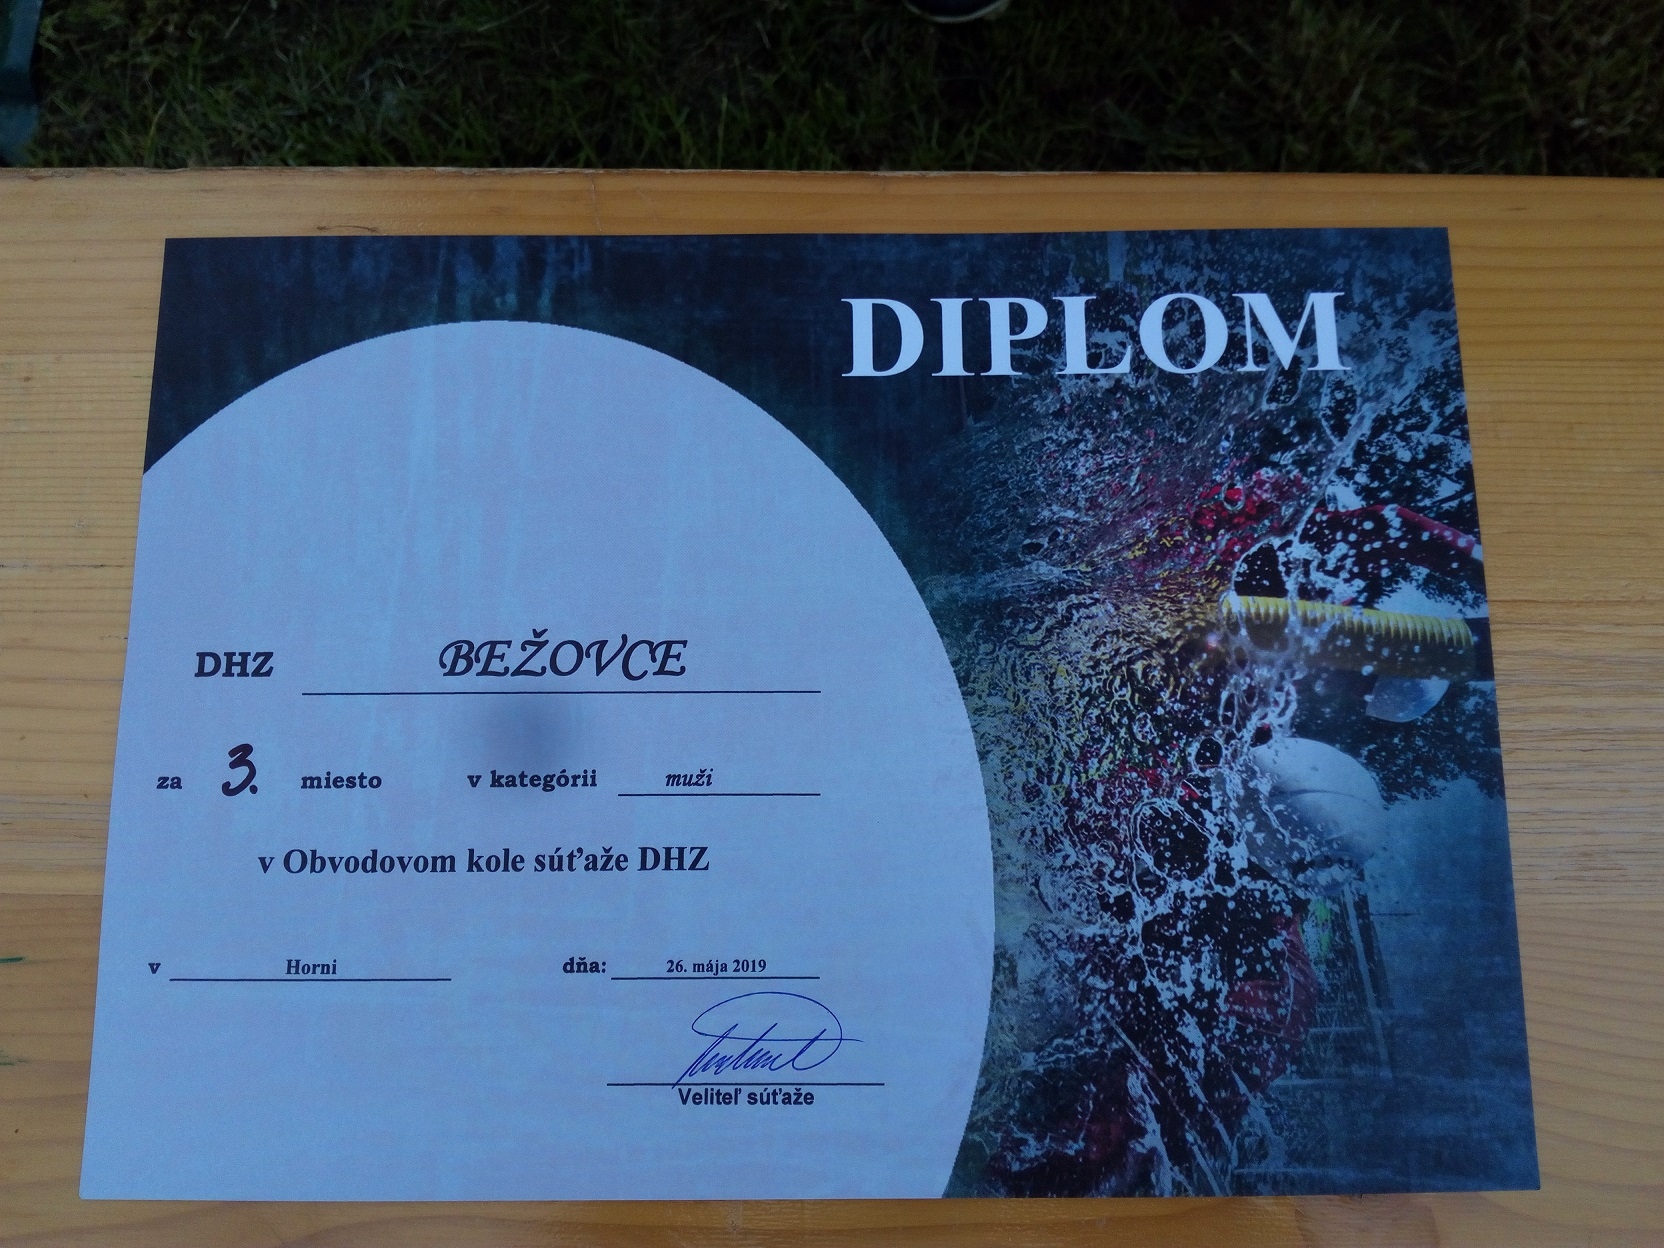 DIPLOM
DHZ BEŽOVCE
za 3. miesto v kategórii muži
v Obvodovom kole súťaže DHZ
v Horni dňa: 26. mája 2019
Veliteľ súťaže